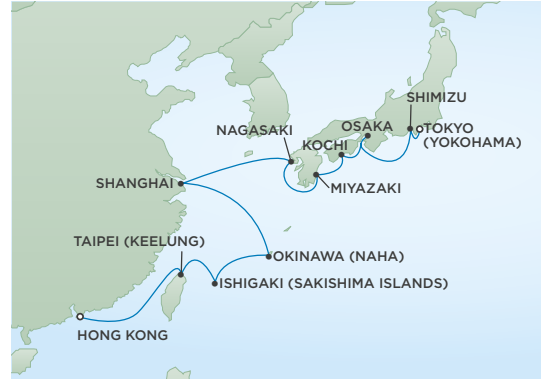 SHIMIZU
OSAKA
TOKYO
(YOKOHAMA)
NAGASAKI
KOCHI
SHANGHAI
MIYAZAKI
TAIPEI (KEELUNG)
OKINAWA (NAHA)
ISHIGAKI (SAKISHIMA ISLANDS)
HONG KONG